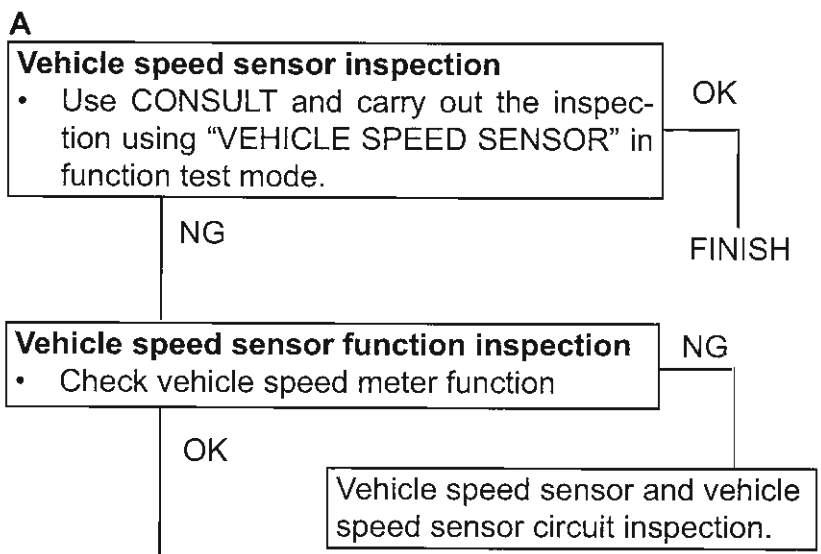 A
Vehicle speed sensor inspection
• Use CONSULT and carry out the inspec-
tion using “VEHICLE SPEED SENSOR” in
function test mode.
OK
NG
FINISH
Vehicle speed sensor function inspection
• Check vehicle speed meter function
NG
OK
Vehicle speed sensor and vehicle
speed sensor circuit inspection.